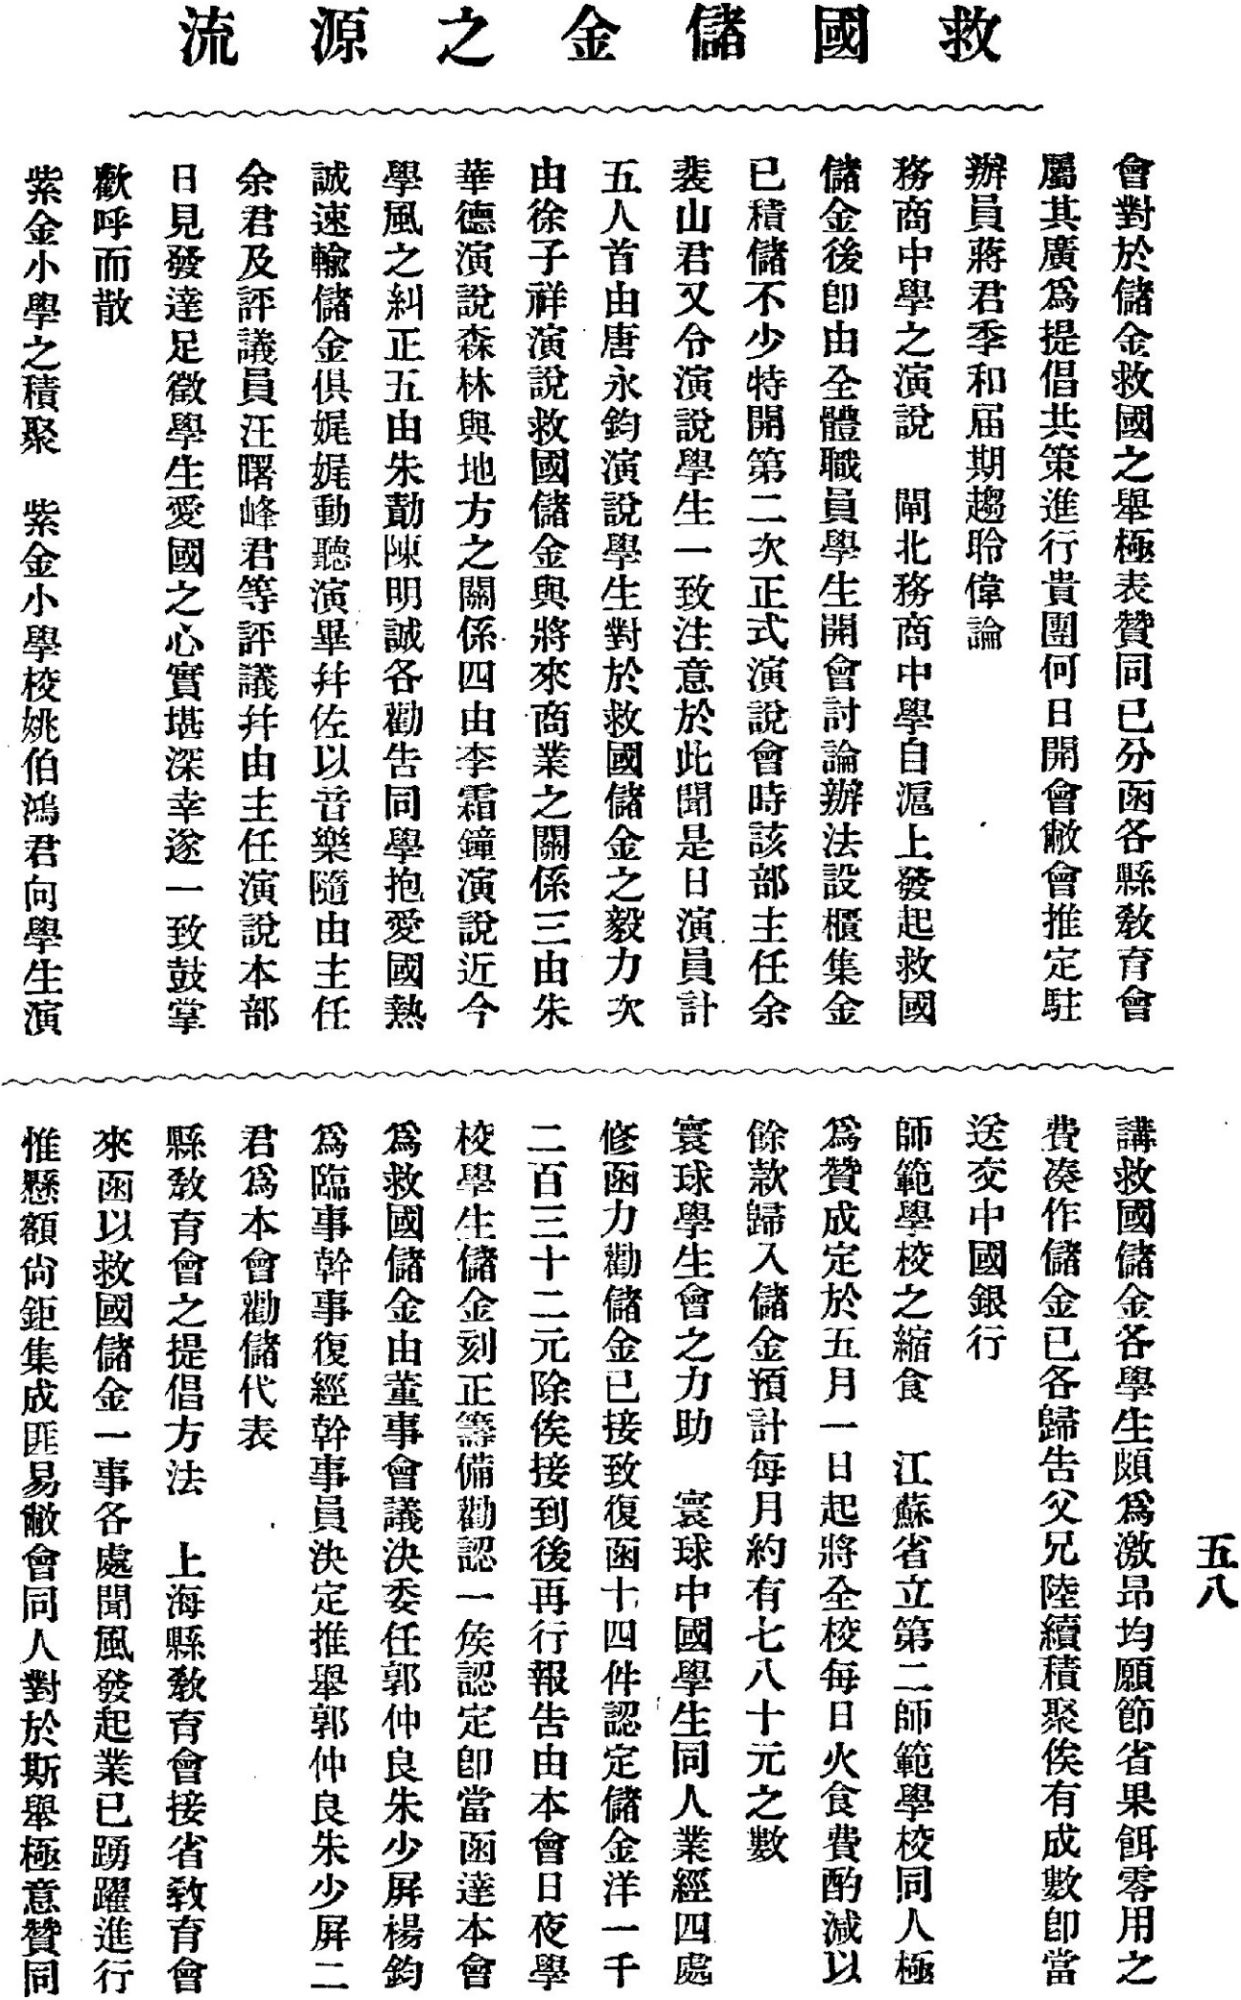 救國儲金之源流
會對於儲金救國之舉極表贊同已分函各縣敎育會
屬其廣爲提倡共策進行貴團何日開會敝會推定駐
辦員蔣君季和屆期趨聆偉論
務商中學之演說　閘北務商中學自滬上發起救國
儲金後卽由全體職員學生開會討論辦法設櫃集金
已積儲不少特開第二次正式演說會時該部主任余
裴山君又令演說學生一致注意於此聞是日演員計
五人首由唐永鈞演說學生對於救國儲金之毅力次
由徐子祥演說救國儲金與將來商業之關係三由朱
華德演說森林與地方之關係四由李霜鐘演說近今
學風之糾正五由朱勣陳明誠各勸告同學抱愛國熱
誠速輸儲金俱娓娓動聽演畢幷佐以音樂隨由主任
余君及評議員汪曙峰君等評議幷由主任演說本部
日見發達足徵學生愛國之心實堪深幸遂一致鼓掌
歡呼而散
紫金小學之積聚　紫金小學校姚伯鴻君向學生演
講救國儲金各學生頗爲激昂均願節省果餌零用之
費湊作儲金已各歸告父兄陸續積聚俟有成數卽當
送交中國銀行
師範學校之縮食　江蘇省立第二師範學校同人極
爲贊成定於五月一日起將全校每日火食費酌減以
餘款歸入儲金預計每月約有七八十元之數
寰球學生會之力助　寰球中國學生同人業經四處
修函力勸儲金已接致復函十四件認定儲金洋一千
二百三十二元除俟接到後再行報告由本會日夜學
校學生儲金刻正籌備勸認一俟認定卽當函達本會
爲救國儲金由董事會議決委任郭仲良朱少屛楊鈞
爲臨事幹事復經幹事員決定推舉郭仲良朱少屛二
君爲本會勸儲代表
縣敎育會之提倡方法　上海縣敎育會接省敎育會
來函以救國儲金一事各處聞風發起業已踴躍進行
惟懸額尙鉅集成匪易敝會同人對於斯舉極意贊同
五八